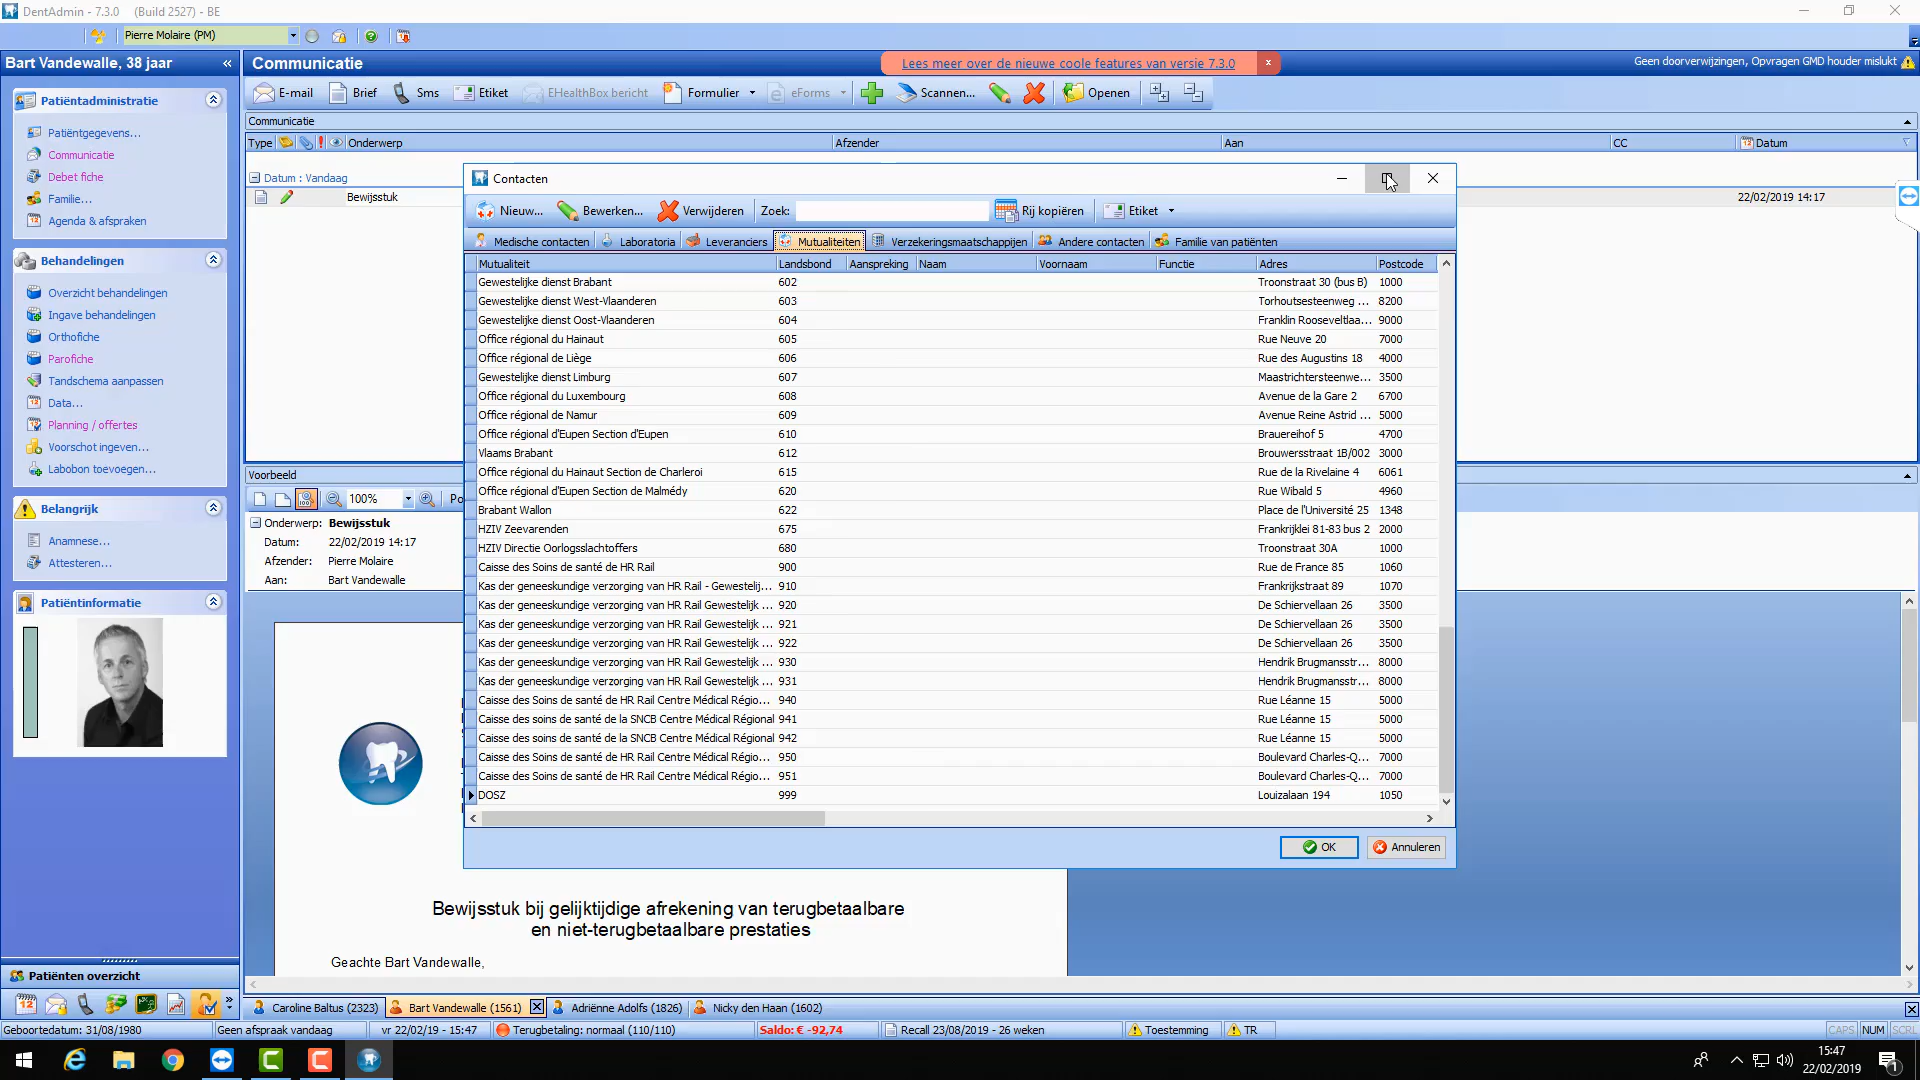 DentAdmin - 7.3.0    (Build 2527) - BE
Pierre Molaire (PM)
Bart Vandewalle, 38 jaar «
Communicatie
Lees meer over de nieuwe coole features van versie 7.3.0 x
Geen doorverwijzingen, Opvragen GMD houder mislukt
Patiëntadministratie
Patiëntgegevens...
Communicatie
Debet fiche
Familie...
Agenda & afspraken
Behandelingen
Overzicht behandelingen
Ingave behandelingen
Orthofiche
Parofiche
Tandschema aanpassen
Data...
Planning / offertes
Voorschot ingeven...
Labobon toevoegen...
Belangrijk
Anamnese...
Attesteren...
Patiëntinformatie
Patiënten overzicht
E-mail Brief Sms Etiket EHealthBox bericht Formulier eForms Scannen... Openen
Communicatie
Type Onderwerp Afzender Aan CC Datum
Datum : Vandaag
Bewijsstuk 22/02/2019 14:17
Voorbeeld
100% Po
Onderwerp: Bewijsstuk
Datum: 22/02/2019 14:17
Afzender: Pierre Molaire
Aan: Bart Vandewalle
Contacten
Nieuw... Bewerken... Verwijderen Zoek: Rij kopiëren Etiket
Medische contacten Laboratoria Leveranciers Mutualiteiten Verzekeringsmaatschappijen Andere contacten Familie van patiënten
Mutualiteit Landsbond Aanspreking Naam Voornaam Functie Adres Postcode
Gewestelijke dienst Brabant 602 Troonstraat 30 (bus B) 1000
Gewestelijke dienst West-Vlaanderen 603 Torhoutsesteenweg ... 8200
Gewestelijke dienst Oost-Vlaanderen 604 Franklin Rooseveltlaa... 9000
Office régional du Hainaut 605 Rue Neuve 20 7000
Office régional de Liège 606 Rue des Augustins 18 4000
Gewestelijke dienst Limburg 607 Maastrichtersteenwe... 3500
Office régional du Luxembourg 608 Avenue de la Gare 2 6700
Office régional de Namur 609 Avenue Reine Astrid ... 5000
Office régional d'Eupen Section d'Eupen 610 Brauereihof 5 4700
Vlaams Brabant 612 Brouwersstraat 1B/002 3000
Office régional du Hainaut Section de Charleroi 615 Rue de la Rivelaine 4 6061
Office régional d'Eupen Section de Malmédy 620 Rue Wibald 5 4960
Brabant Wallon 622 Place de l'Université 25 1348
HZIV Zeevarenden 675 Frankrijklei 81-83 bus 2 2000
HZIV Directie Oorlogsslachtoffers 680 Troonstraat 30A 1000
Caisse des Soins de santé de HR Rail 900 Rue de France 85 1060
Kas der geneeskundige verzorging van HR Rail - Gewestelij... 910 Frankrijkstraat 89 1070
Kas der geneeskundige verzorging van HR Rail Gewestelijk ... 920 De Schiervellaan 26 3500
Kas der geneeskundige verzorging van HR Rail Gewestelijk ... 921 De Schiervellaan 26 3500
Kas der geneeskundige verzorging van HR Rail Gewestelijk ... 922 De Schiervellaan 26 3500
Kas der geneeskundige verzorging van HR Rail Gewestelijk ... 930 Hendrik Brugmansstr... 8000
Kas der geneeskundige verzorging van HR Rail Gewestelijk ... 931 Hendrik Brugmansstr... 8000
Caisse des Soins de santé de HR Rail Centre Médical Régio... 940 Rue Léanne 15 5000
Caisse des soins de santé de la SNCB Centre Médical Régional 941 Rue Léanne 15 5000
Caisse des soins de santé de la SNCB Centre Médical Régional 942 Rue Léanne 15 5000
Caisse des Soins de santé de HR Rail Centre Médical Régio... 950 Boulevard Charles-Q... 7000
Caisse des Soins de santé de HR Rail Centre Médical Régio... 951 Boulevard Charles-Q... 7000
DOSZ 999 Louizalaan 194 1050
OK Annuleren
Bewijsstuk bij gelijktijdige afrekening van terugbetaalbare
en niet-terugbetaalbare prestaties
Geachte Bart Vandewalle,
Caroline Baltus (2323) Bart Vandewalle (1561) Adriënne Adolfs (1826) Nicky den Haan (1602)
Geboortedatum: 31/08/1980 Geen afspraak vandaag vr 22/02/19 - 15:47 Terugbetaling: normaal (110/110) Saldo: € -92,74 Recall 23/08/2019 - 26 weken Toestemming TR CAPS NUM SCRL
15:47
22/02/2019
1